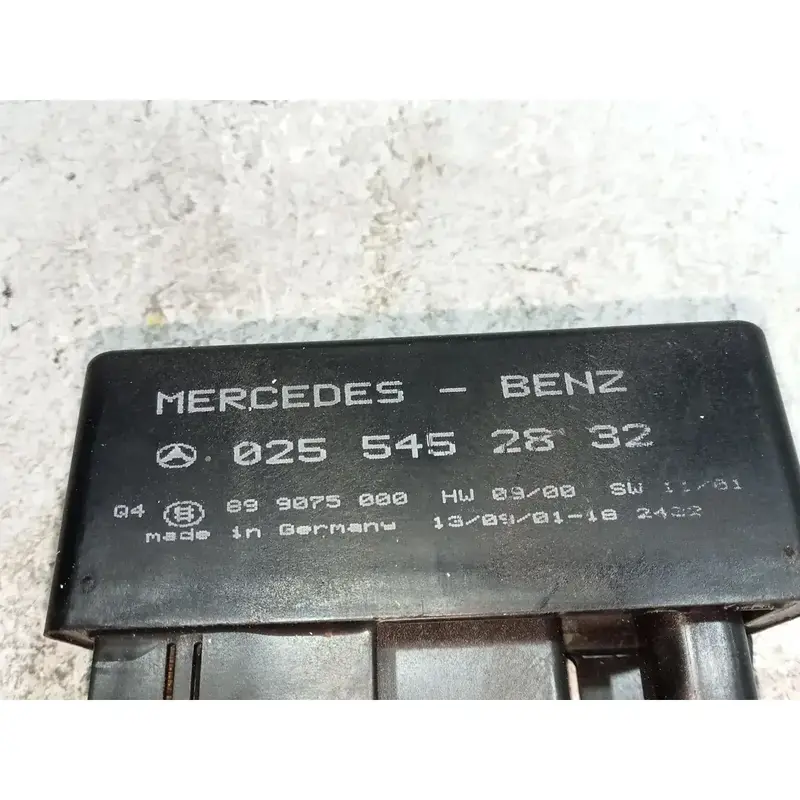 MERCEDES - BENZ
025 545 28 32
Q4 89 9075 000 HW 09/00 SW 11/01
made in Germany 13/09/01-18 2432